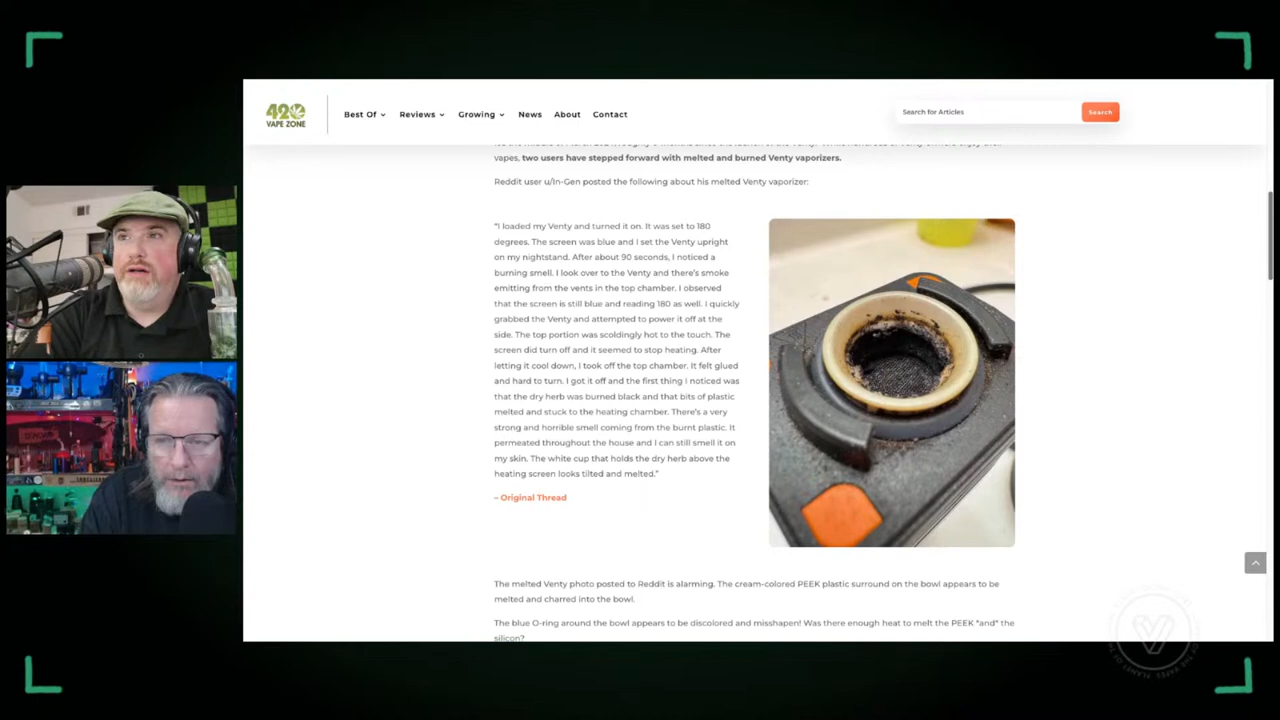 420
VAPE ZONE
Best Of
Reviews
Growing
News
About
Contact
Search for Articles
Search
vapes, two users have stepped forward with melted and burned Venty vaporizers.
Reddit user u/In-Gen posted the following about his melted Venty vaporizer:
"I loaded my Venty and turned it on. It was set to 180
degrees. The screen was blue and I set the Venty upright
on my nightstand. After about 90 seconds, I noticed a
burning smell. I look over to the Venty and there's smoke
emitting from the vents in the top chamber. I observed
that the screen is still blue and reading 180 as well. I quickly
grabbed the Venty and attempted to power it off at the
side. The top portion was scoldingly hot to the touch. The
screen did turn off and it seemed to stop heating. After
letting it cool down, I took off the top chamber. It felt glued
and hard to turn. I got it off and the first thing I noticed was
that the dry herb was burned black and that bits of plastic
melted and stuck to the heating chamber. There's a very
strong and horrible smell coming from the burnt plastic. It
permeated throughout the house and I can still smell it on
my skin. The white cup that holds the dry herb above the
heating screen looks tilted and melted."
– Original Thread
The melted Venty photo posted to Reddit is alarming. The cream-colored PEEK plastic surround on the bowl appears to be
melted and charred into the bowl.
The blue O-ring around the bowl appears to be discolored and misshapen! Was there enough heat to melt the PEEK *and* the
silicon?